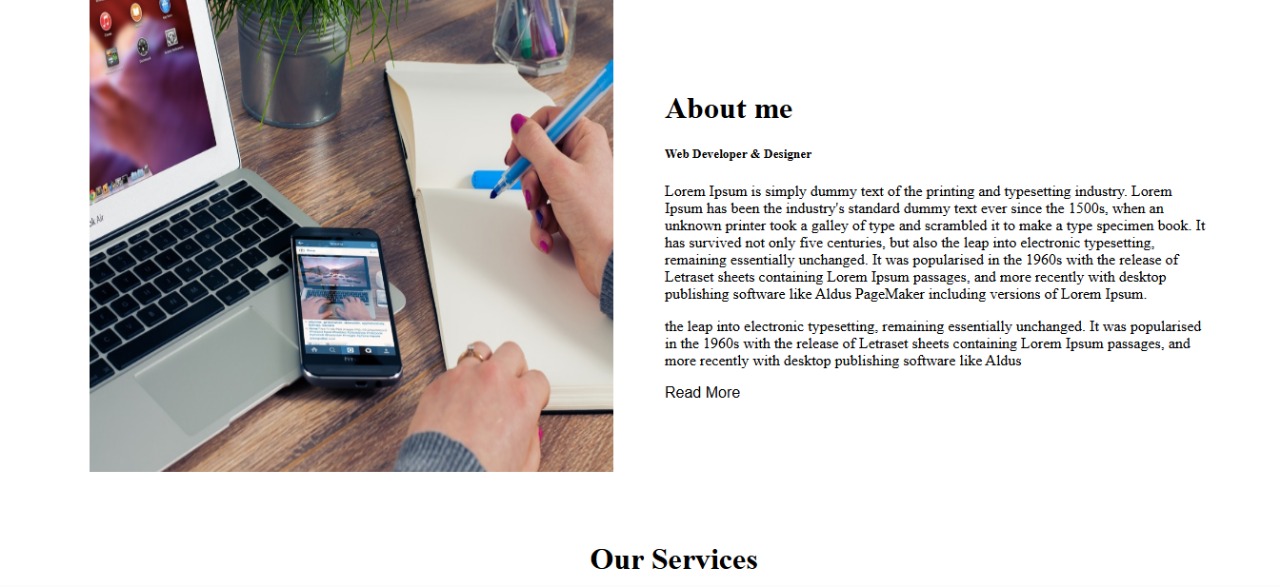 About me
Web Developer & Designer
Lorem Ipsum is simply dummy text of the printing and typesetting industry. Lorem
Ipsum has been the industry's standard dummy text ever since the 1500s, when an
unknown printer took a galley of type and scrambled it to make a type specimen book. It
has survived not only five centuries, but also the leap into electronic typesetting,
remaining essentially unchanged. It was popularised in the 1960s with the release of
Letraset sheets containing Lorem Ipsum passages, and more recently with desktop
publishing software like Aldus PageMaker including versions of Lorem Ipsum.
the leap into electronic typesetting, remaining essentially unchanged. It was popularised
in the 1960s with the release of Letraset sheets containing Lorem Ipsum passages, and
more recently with desktop publishing software like Aldus
Read More
Our Services